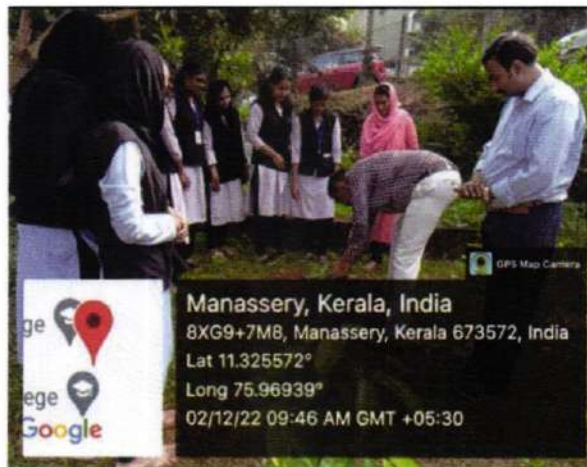 GPS Map Camera
Manassery, Kerala, India
8XG9+7M8, Manassery, Kerala 673572, India
Lat 11.325572°
Long 75.96939°
02/12/22 09:46 AM GMT +05:30
ge
ege
Google